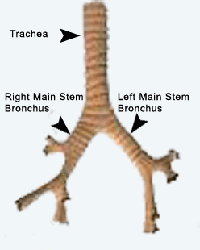 Trachea
Right Main Stem
Bronchus
Left Main Stem
Bronchus